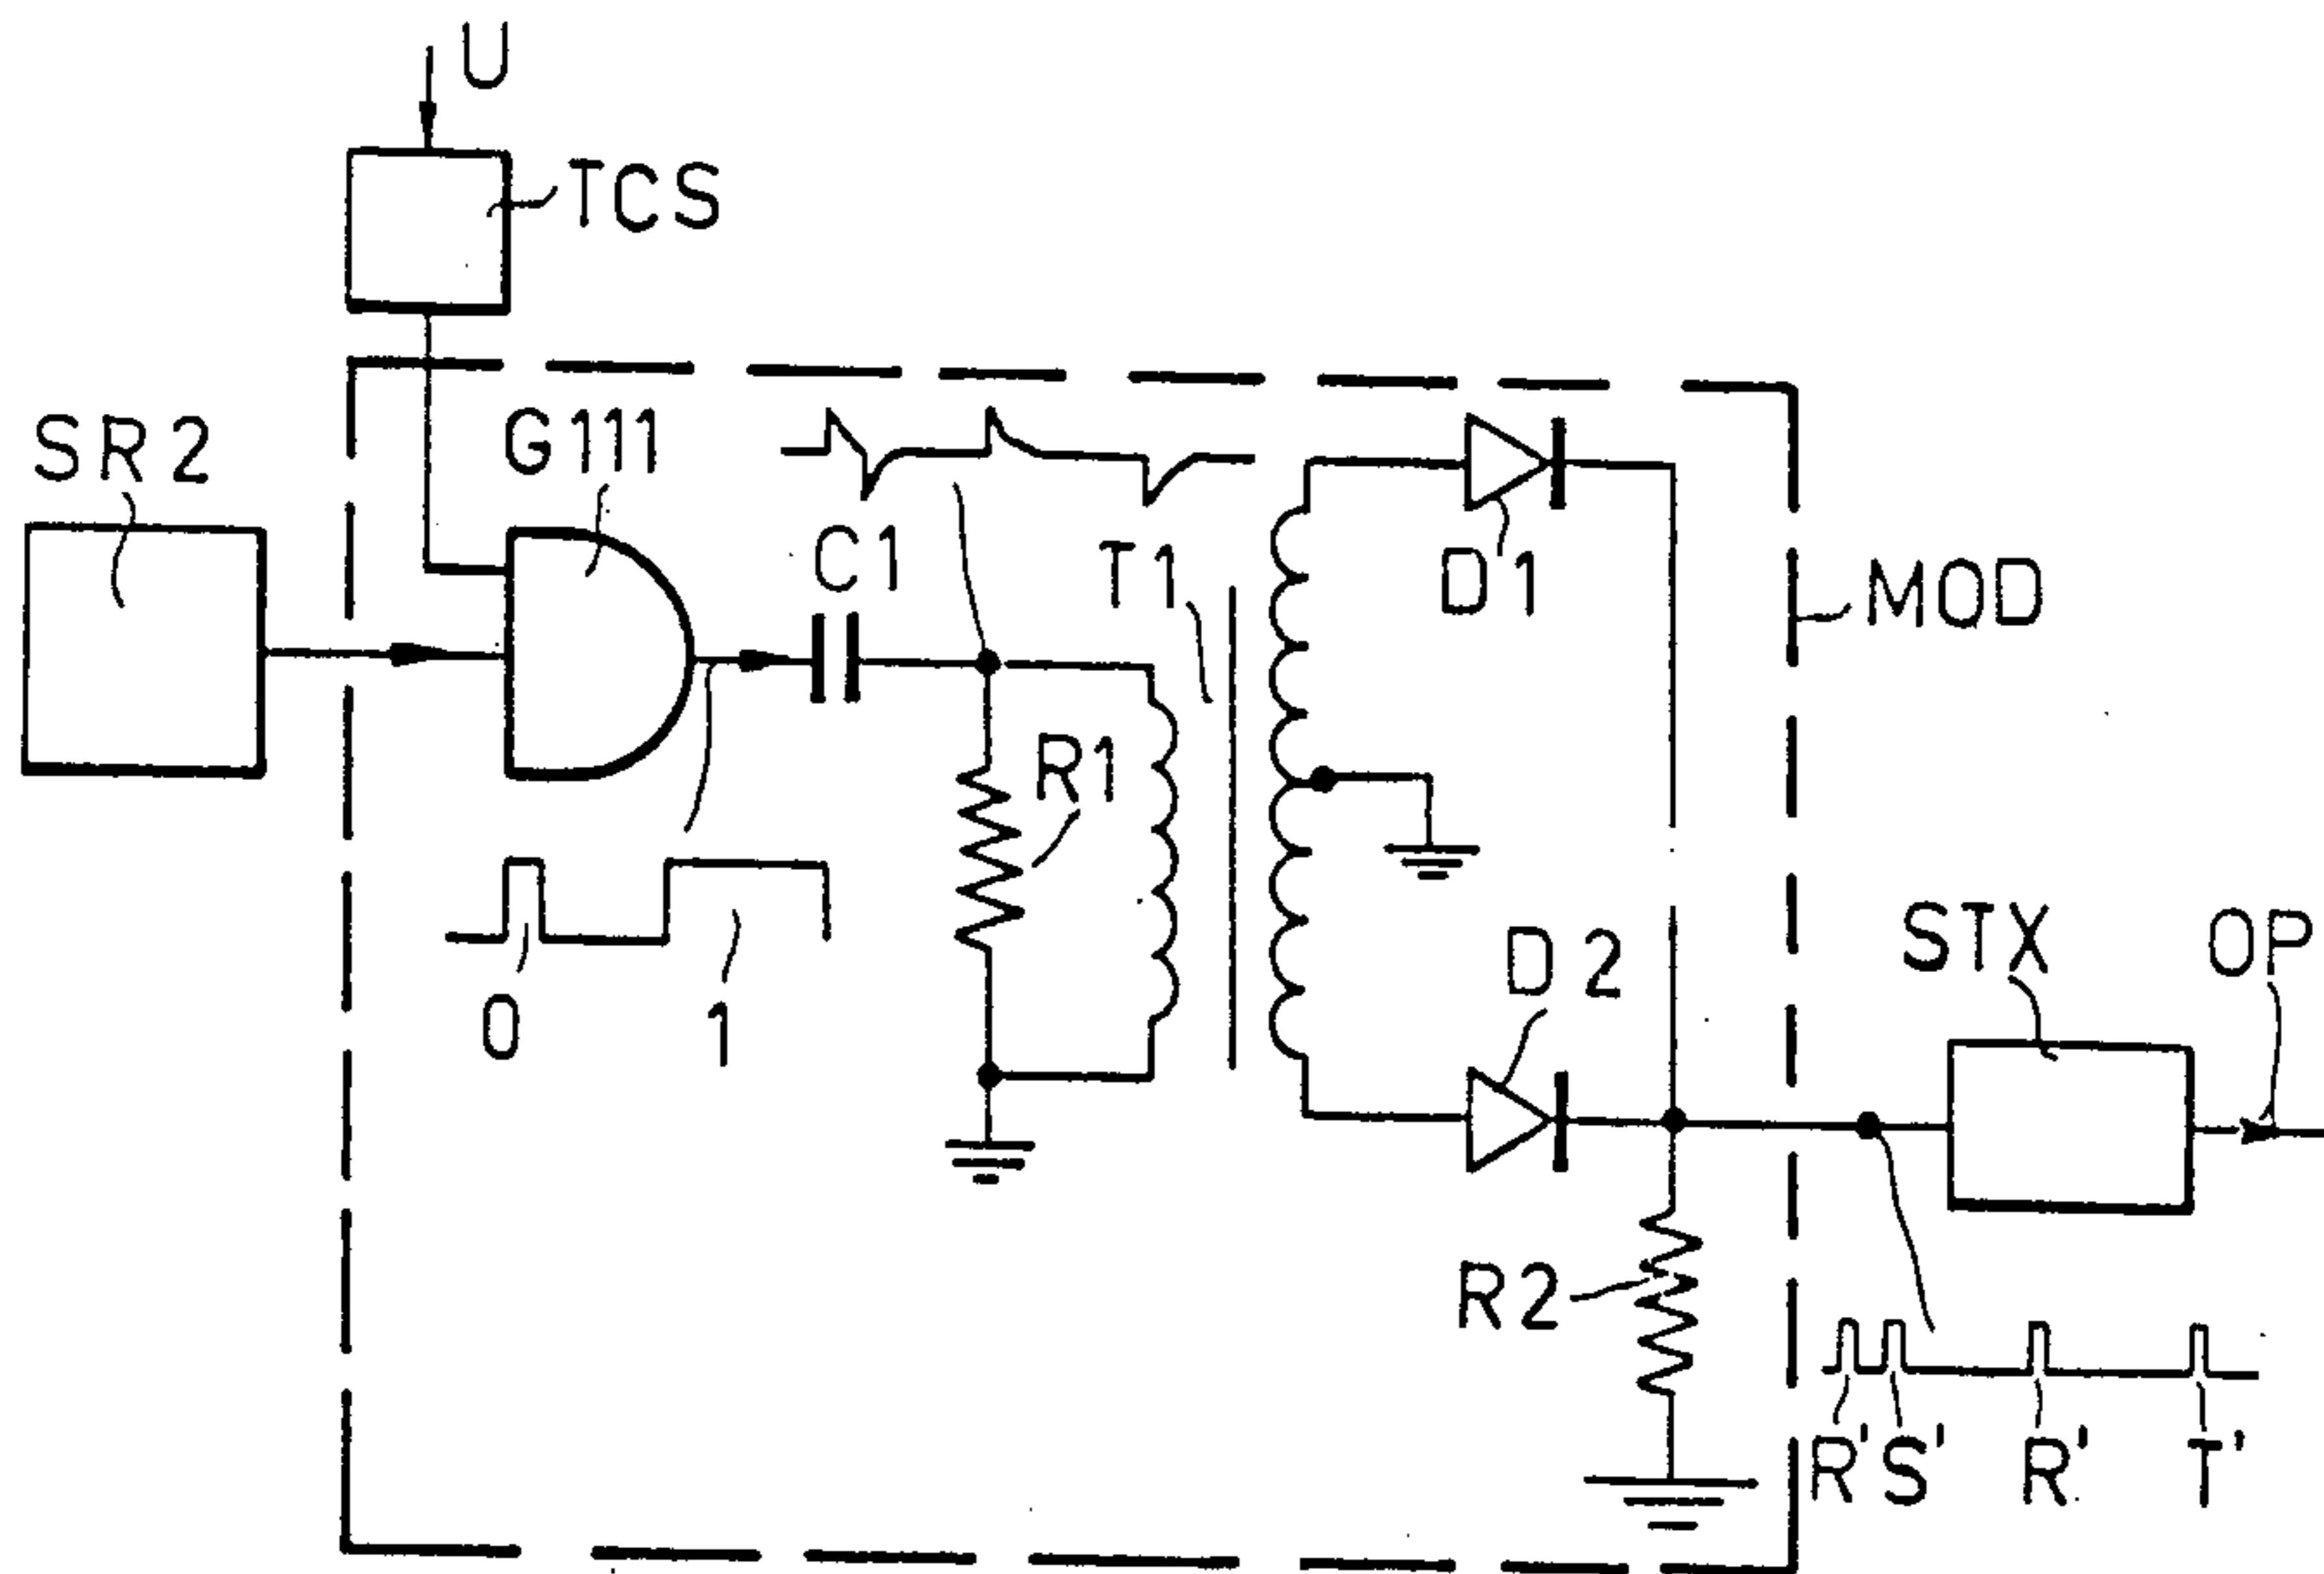 U
TCS
SR2
G111
C1
T1
D1
MOD
R1
0
1
D2
STX
OP
R2
R'
S'
R'
T'